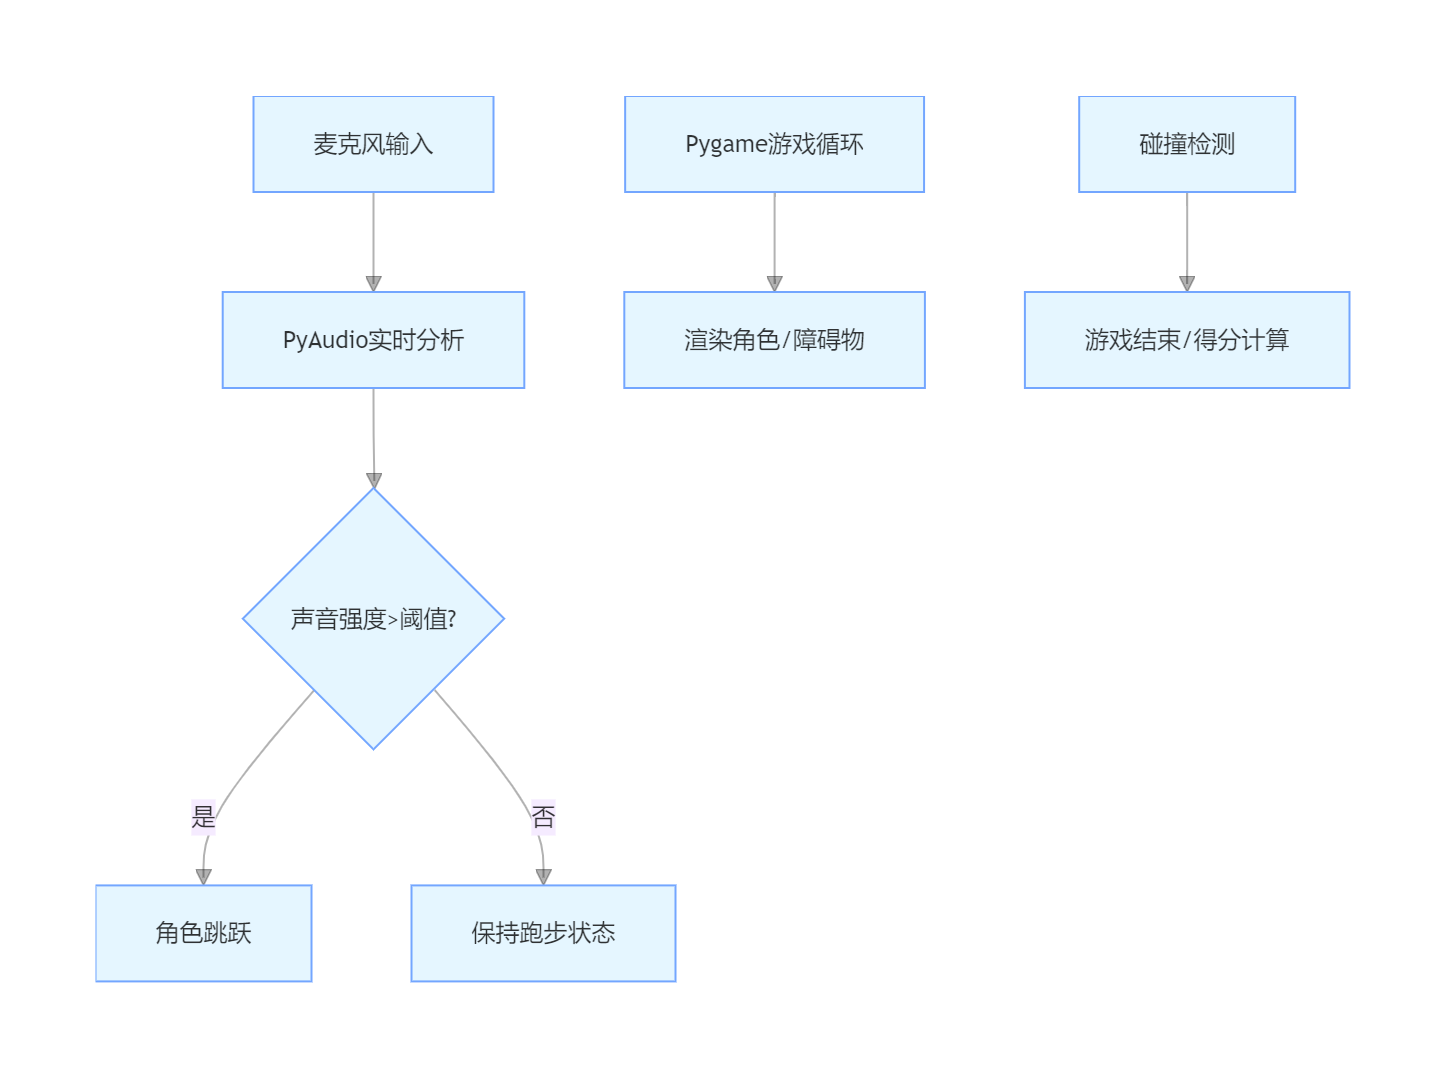 麦克风输入
Pygame游戏循环
碰撞检测
PyAudio实时分析
渲染角色/障碍物
游戏结束/得分计算
声音强度>阈值?
是
否
角色跳跃
保持跑步状态